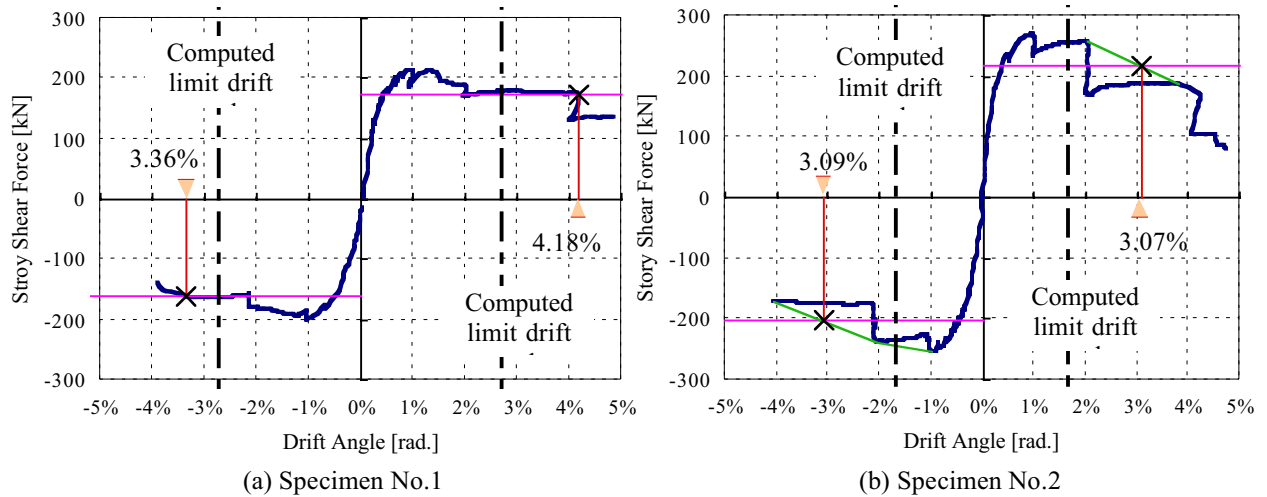 300
200
100
0
-100
-200
-300
Stroy Shear Force [kN]
Computed
limit drift
3.36%
4.18%
Computed
limit drift
-5% -4% -3% -2% -1% 0% 1% 2% 3% 4% 5%
Drift Angle [rad.]
(a) Specimen No.1
300
200
100
0
-100
-200
-300
Story Shear Force [kN]
Computed
limit drift
3.09%
3.07%
Computed
limit drift
-5% -4% -3% -2% -1% 0% 1% 2% 3% 4% 5%
Drift Angle [rad.]
(b) Specimen No.2